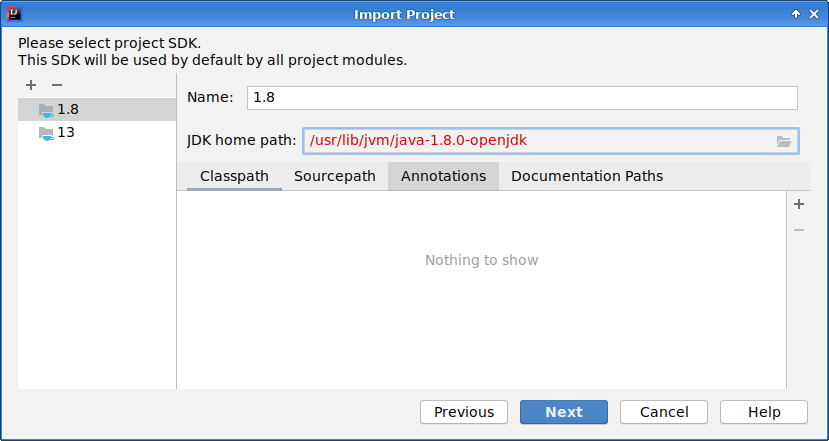 Import Project
Please select project SDK.
This SDK will be used by default by all project modules.
1.8
13
Name: 1.8
JDK home path: /usr/lib/jvm/java-1.8.0-openjdk
Classpath Sourcepath Annotations Documentation Paths
Nothing to show
Previous Next Cancel Help